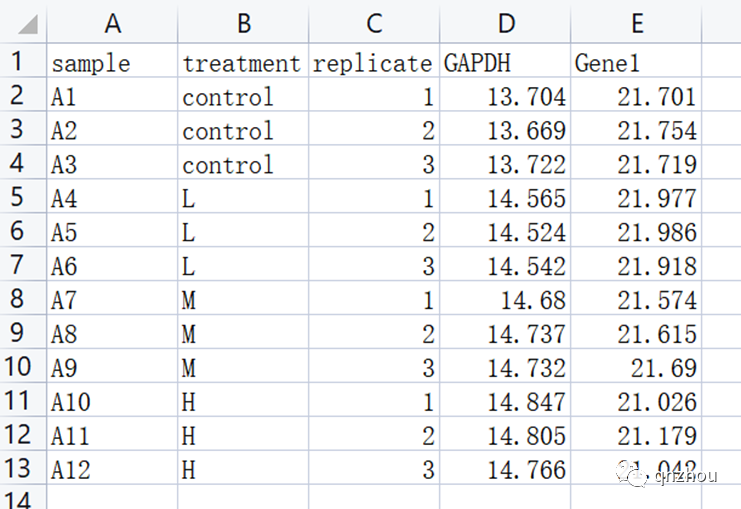 A B C D E
1 sample treatment replicate GAPDH Gene1
2 A1 control 1 13.704 21.701
3 A2 control 2 13.669 21.754
4 A3 control 3 13.722 21.719
5 A4 L 1 14.565 21.977
6 A5 L 2 14.524 21.986
7 A6 L 3 14.542 21.918
8 A7 M 1 14.68 21.574
9 A8 M 2 14.737 21.615
10 A9 M 3 14.732 21.69
11 A10 H 1 14.847 21.026
12 A11 H 2 14.805 21.179
13 A12 H 3 14.766
14